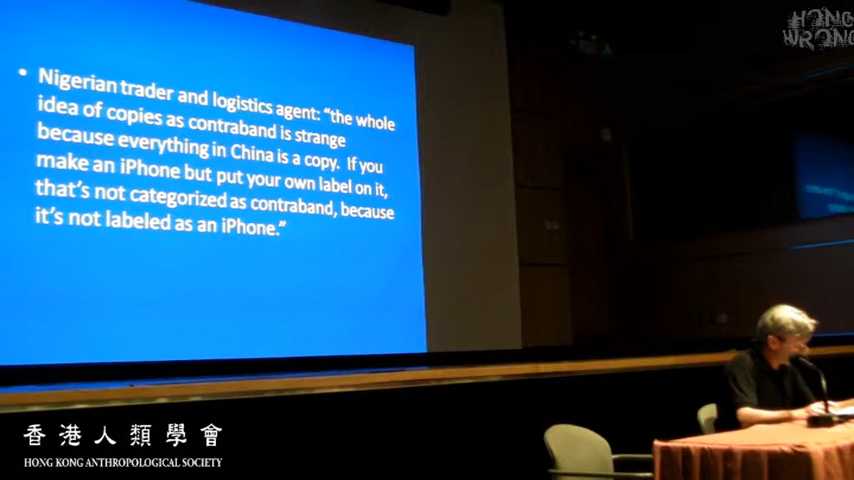 HONG
WRONG
• Nigerian trader and logistics agent: “the whole
idea of copies as contraband is strange
because everything in China is a copy. If you
make an iPhone but put your own label on it,
that’s not categorized as contraband, because
it’s not labeled as an iPhone.”
香港人類學會
HONG KONG ANTHROPOLOGICAL SOCIETY